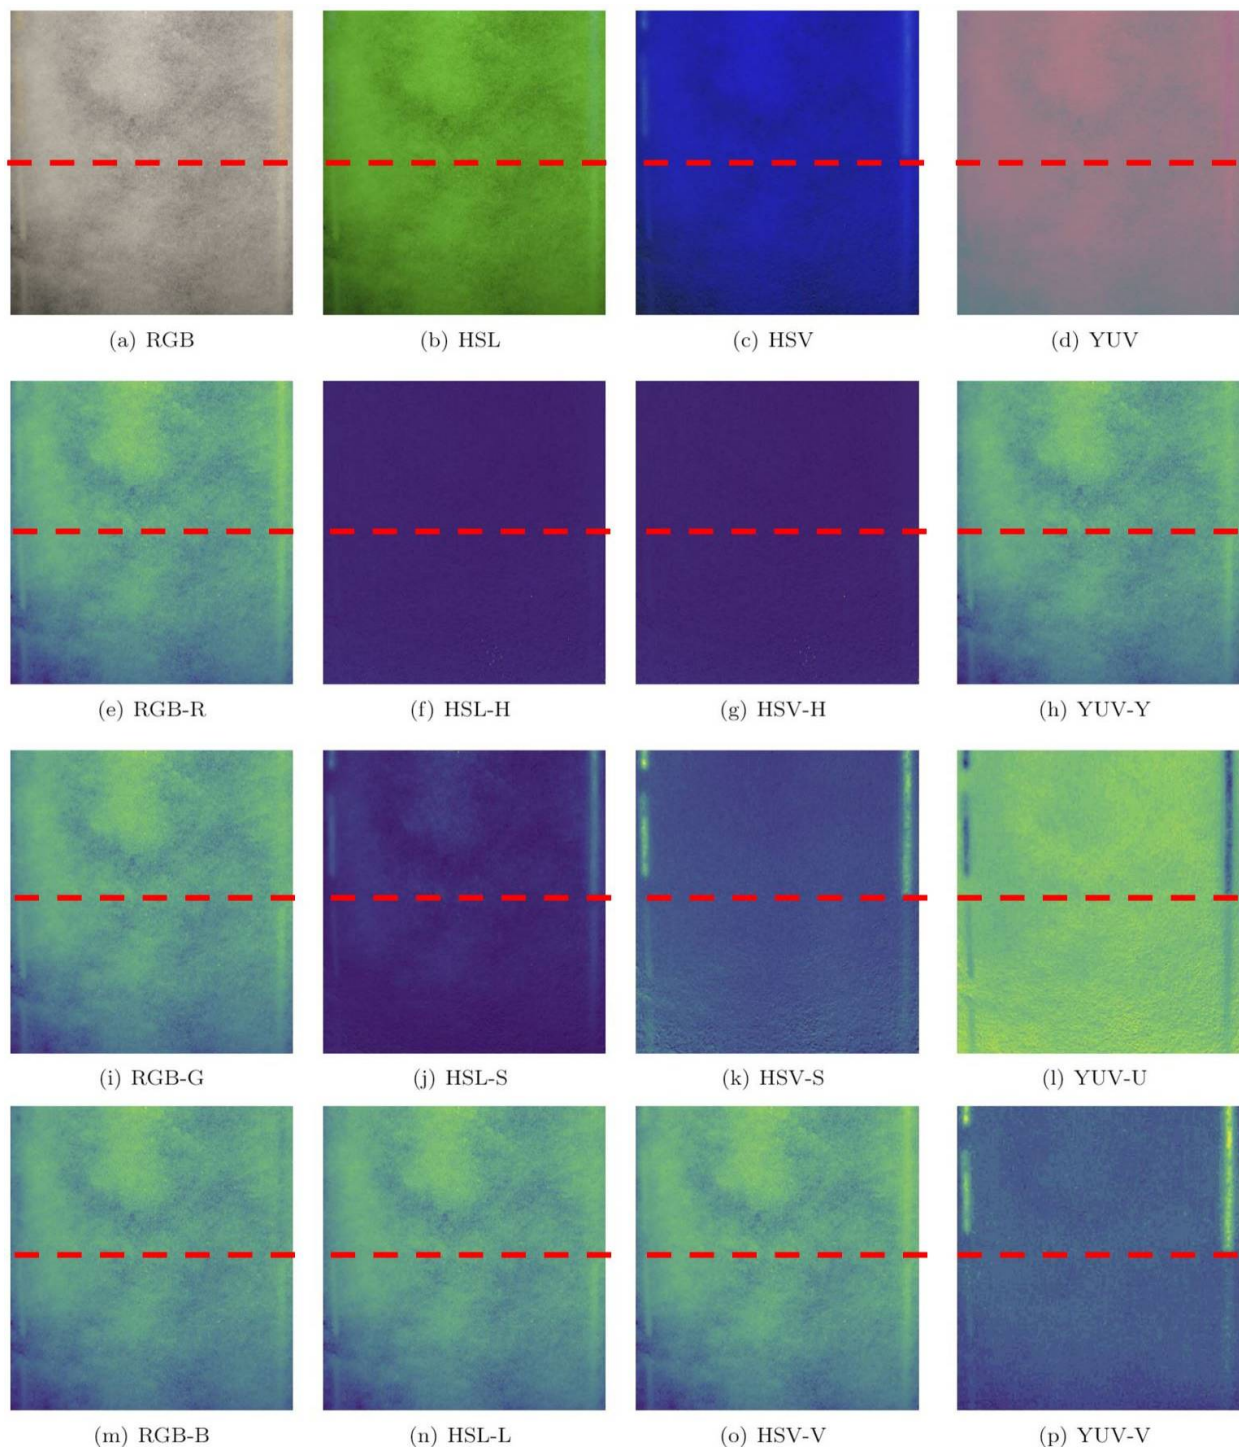 (a) RGB
(b) HSL
(c) HSV
(d) YUV
(e) RGB-R
(f) HSL-H
(g) HSV-H
(h) YUV-Y
(i) RGB-G
(j) HSL-S
(k) HSV-S
(l) YUV-U
(m) RGB-B
(n) HSL-L
(o) HSV-V
(p) YUV-V